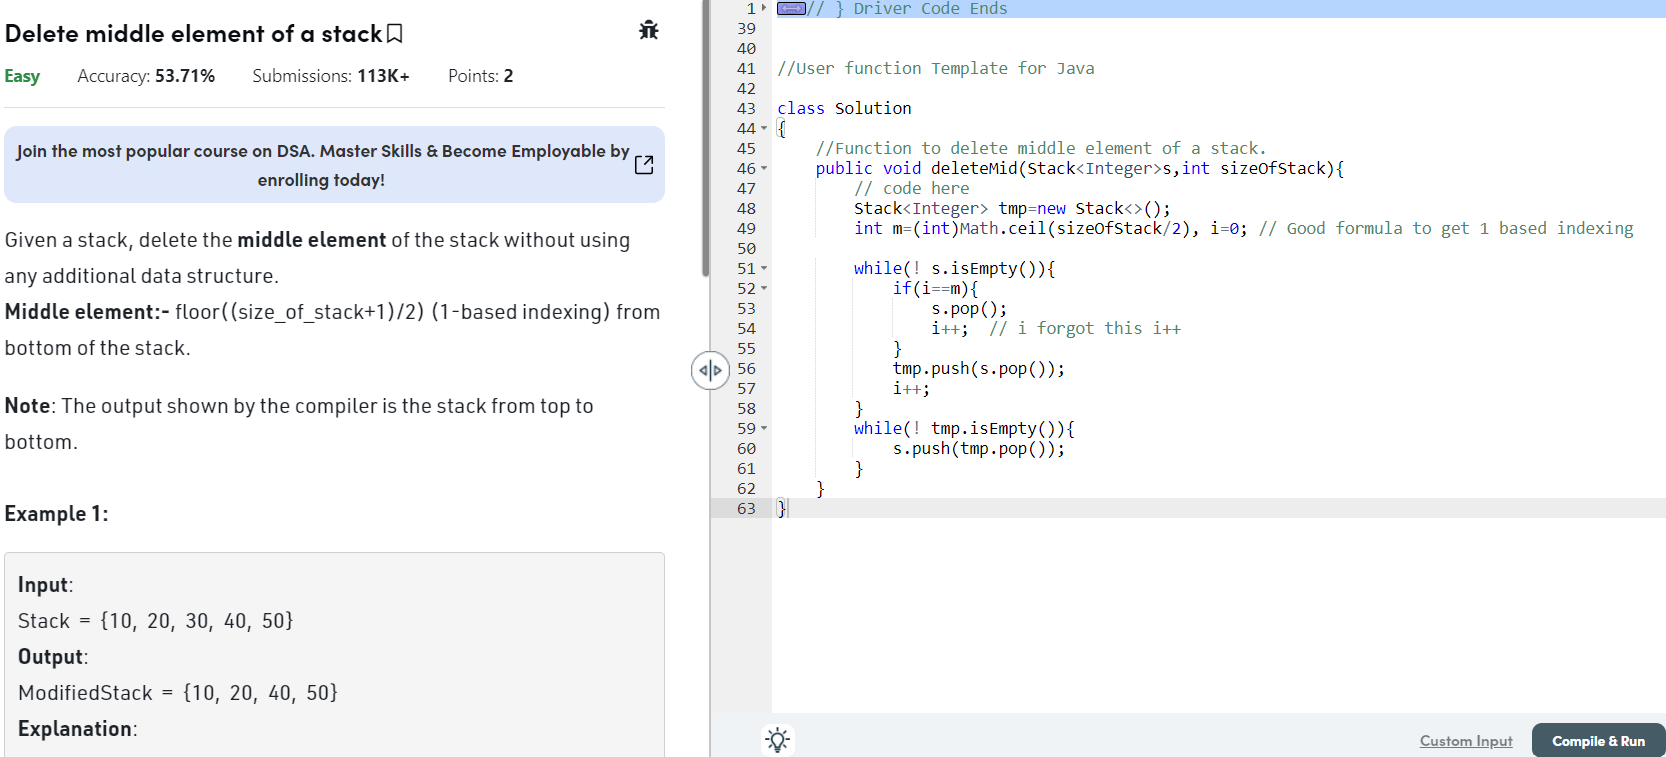 Delete middle element of a stack
Easy Accuracy: 53.71% Submissions: 113K+ Points: 2
Join the most popular course on DSA. Master Skills & Become Employable by
enrolling today!
Given a stack, delete the middle element of the stack without using
any additional data structure.
Middle element:- floor((size_of_stack+1)/2) (1-based indexing) from
bottom of the stack.
Note: The output shown by the compiler is the stack from top to
bottom.
Example 1:
Input:
Stack = {10, 20, 30, 40, 50}
Output:
ModifiedStack = {10, 20, 40, 50}
Explanation:
1 // } Driver Code Ends
39
40
41 //User function Template for Java
42
43 class Solution
44 {
45 //Function to delete middle element of a stack.
46 public void deleteMid(Stack<Integer>s,int sizeOfStack){
47 // code here
48 Stack<Integer> tmp=new Stack<>();
49 int m=(int)Math.ceil(sizeOfStack/2), i=0; // Good formula to get 1 based indexing
50
51 while(! s.isEmpty()){
52 if(i==m){
53 s.pop();
54 i++; // i forgot this i++
55 }
56 tmp.push(s.pop());
57 i++;
58 }
59 while(! tmp.isEmpty()){
60 s.push(tmp.pop());
61 }
62 }
63 }
Custom Input Compile & Run